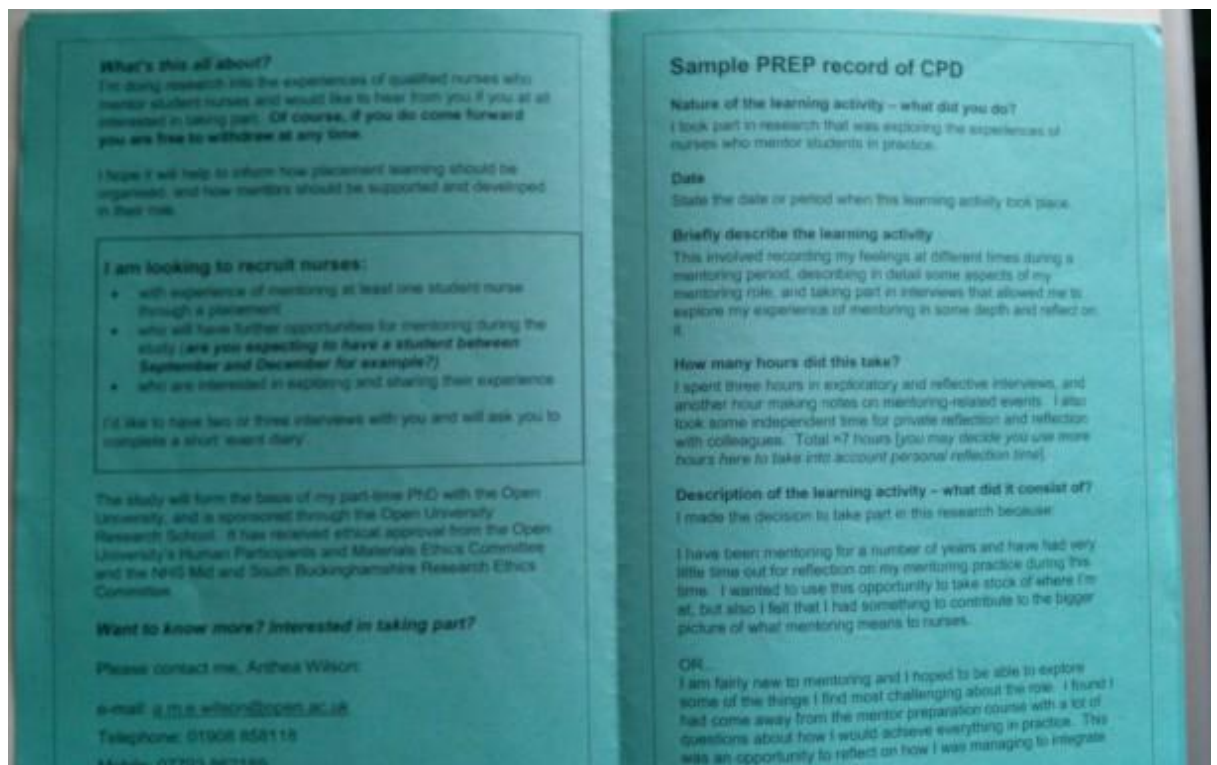 What's this all about?
I'm doing research into the experiences of qualified nurses who
mentor student nurses and would like to hear from you if you at all
interested in taking part. Of course, if you do come forward
you are free to withdraw at any time.
I hope it will help to inform how placement learning should be
organised, and how mentors should be supported and developed
in their role.
I am looking to recruit nurses:
• with experience of mentoring at least one student nurse
through a placement
• who will have further opportunities for mentoring during the
study (are you expecting to have a student between
September and December for example?)
• who are interested in exploring and sharing their experience
I'd like to have two or three interviews with you and will ask you to
complete a short 'event diary'.
The study will form the basis of my part-time PhD with the Open
University, and is sponsored through the Open University
Research School. It has received ethical approval from the Open
University's Human Participants and Materials Ethics Committee
and the NHS Mid and South Buckinghamshire Research Ethics
Committee.
Want to know more? Interested in taking part?
Please contact me, Anthea Wilson:
e-mail: a.m.e.wilson@open.ac.uk
Telephone: 01908 858118
Mobile:
Sample PREP record of CPD
Nature of the learning activity – what did you do?
I took part in research that was exploring the experiences of
nurses who mentor students in practice.
Date
State the date or period when this learning activity took place.
Briefly describe the learning activity
This involved recording my feelings at different times during a
mentoring period, describing in detail some aspects of my
mentoring role, and taking part in interviews that allowed me to
explore my experience of mentoring in some depth and reflect on
it.
How many hours did this take?
I spent three hours in exploratory and reflective interviews, and
another hour making notes on mentoring-related events. I also
took some independent time for private reflection and reflection
with colleagues. Total =7 hours [you may decide you use more
hours here to take into account personal reflection time].
Description of the learning activity – what did it consist of?
I made the decision to take part in this research because:
I have been mentoring for a number of years and have had very
little time out for reflection on my mentoring practice during this
time. I wanted to use this opportunity to take stock of where I'm
at, but also I felt that I had something to contribute to the bigger
picture of what mentoring means to nurses.
OR...
I am fairly new to mentoring and I hoped to be able to explore
some of the things I find most challenging about the role. I found I
had come away from the mentor preparation course with a lot of
questions about how I would achieve everything in practice. This
was an opportunity to reflect on how I was managing to integrate